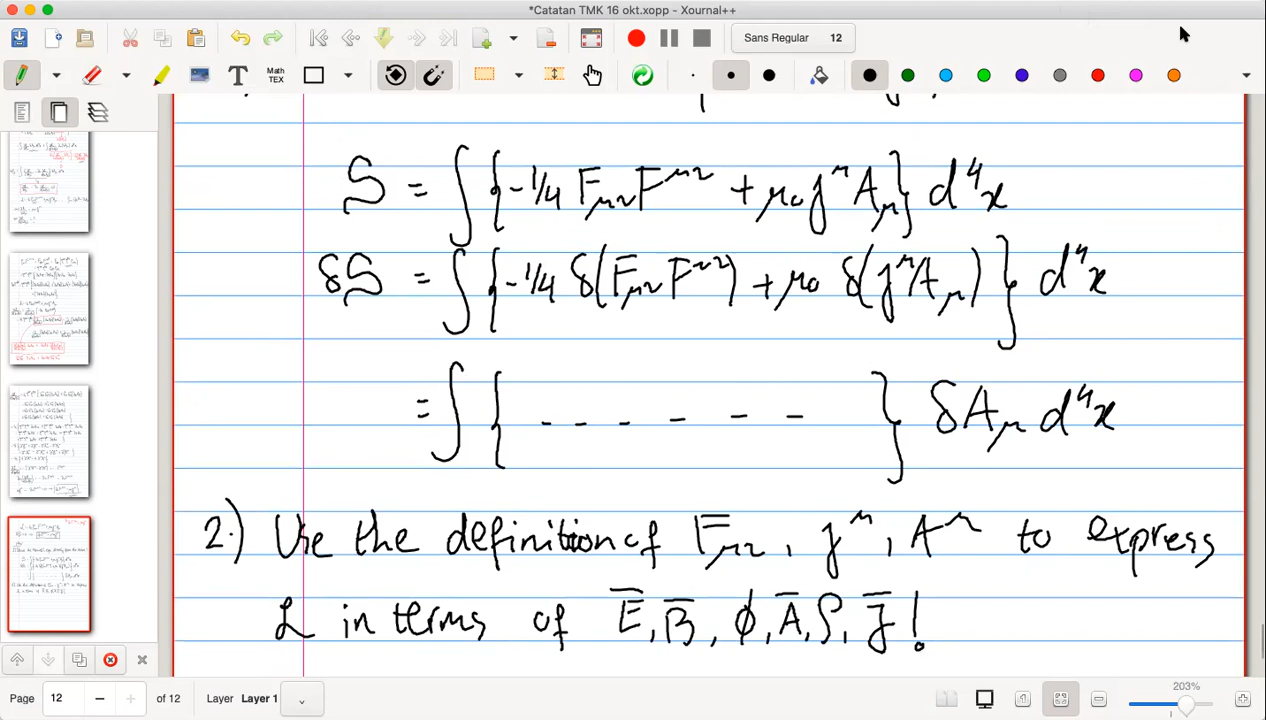 *Catatan TMK 16 okt.xopp - Xournal++
Sans Regular 12
Math
TEX
S = ∫{-1/4 F_μν F^μν + μ₀ j^μ A_μ} d⁴x
δS = ∫{-1/4 δ(F_μν F^μν) + μ₀ δ(j^μ A_μ)} d⁴x
= ∫{ - - - - - - } δA_μ d⁴x
2.) Use the definition of F_μν, j^μ, A^μ to express
ℒ in terms of E̅, B̅, ϕ, A̅, ρ, J̅!
Page 12 of 12 Layer Layer 1
203%